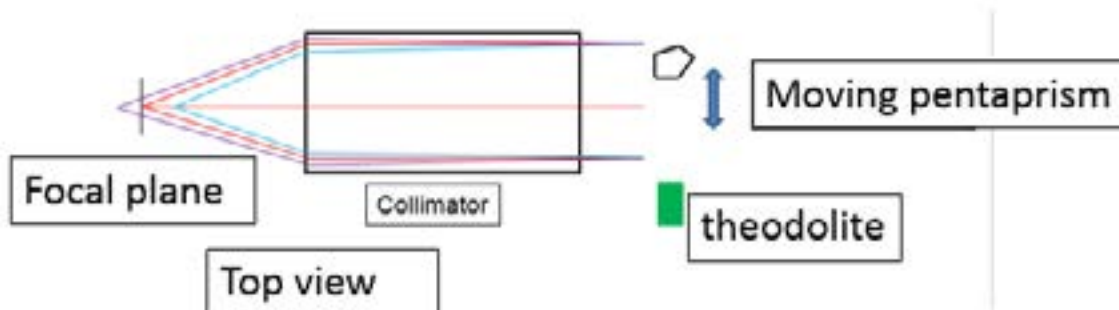 Moving pentaprism
Focal plane
Collimator
theodolite
Top view